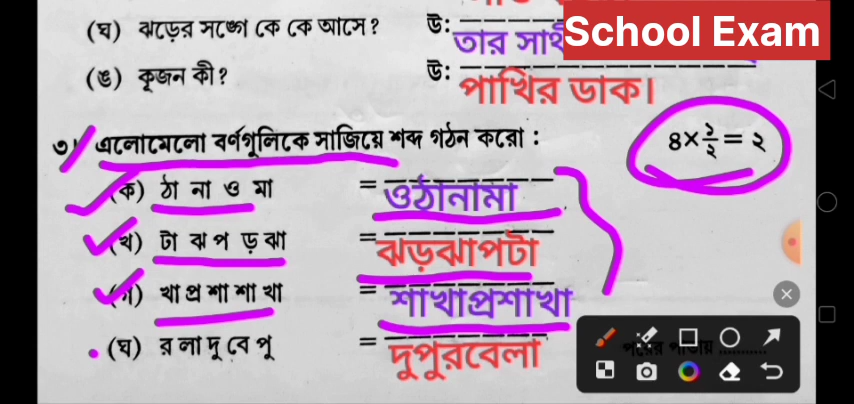 School Exam
(ঘ) ঝড়ের সঙ্গে কে কে আসে? উ:
তার
(ঙ) কূজন কী? উ:
পাখির ডাক।
৩। এলোমেলো বর্ণগুলিকে সাজিয়ে শব্দ গঠন করো : ৪×১/২=২
(ক) ঠা না ও মা = ওঠানামা
(খ) টা ঝ প ড় ঝা = ঝড়ঝাপটা
(গ) খা প্র শা শা খা = শাখাপ্রশাখা
(ঘ) র লা দু বে পু = দুপুরবেলা